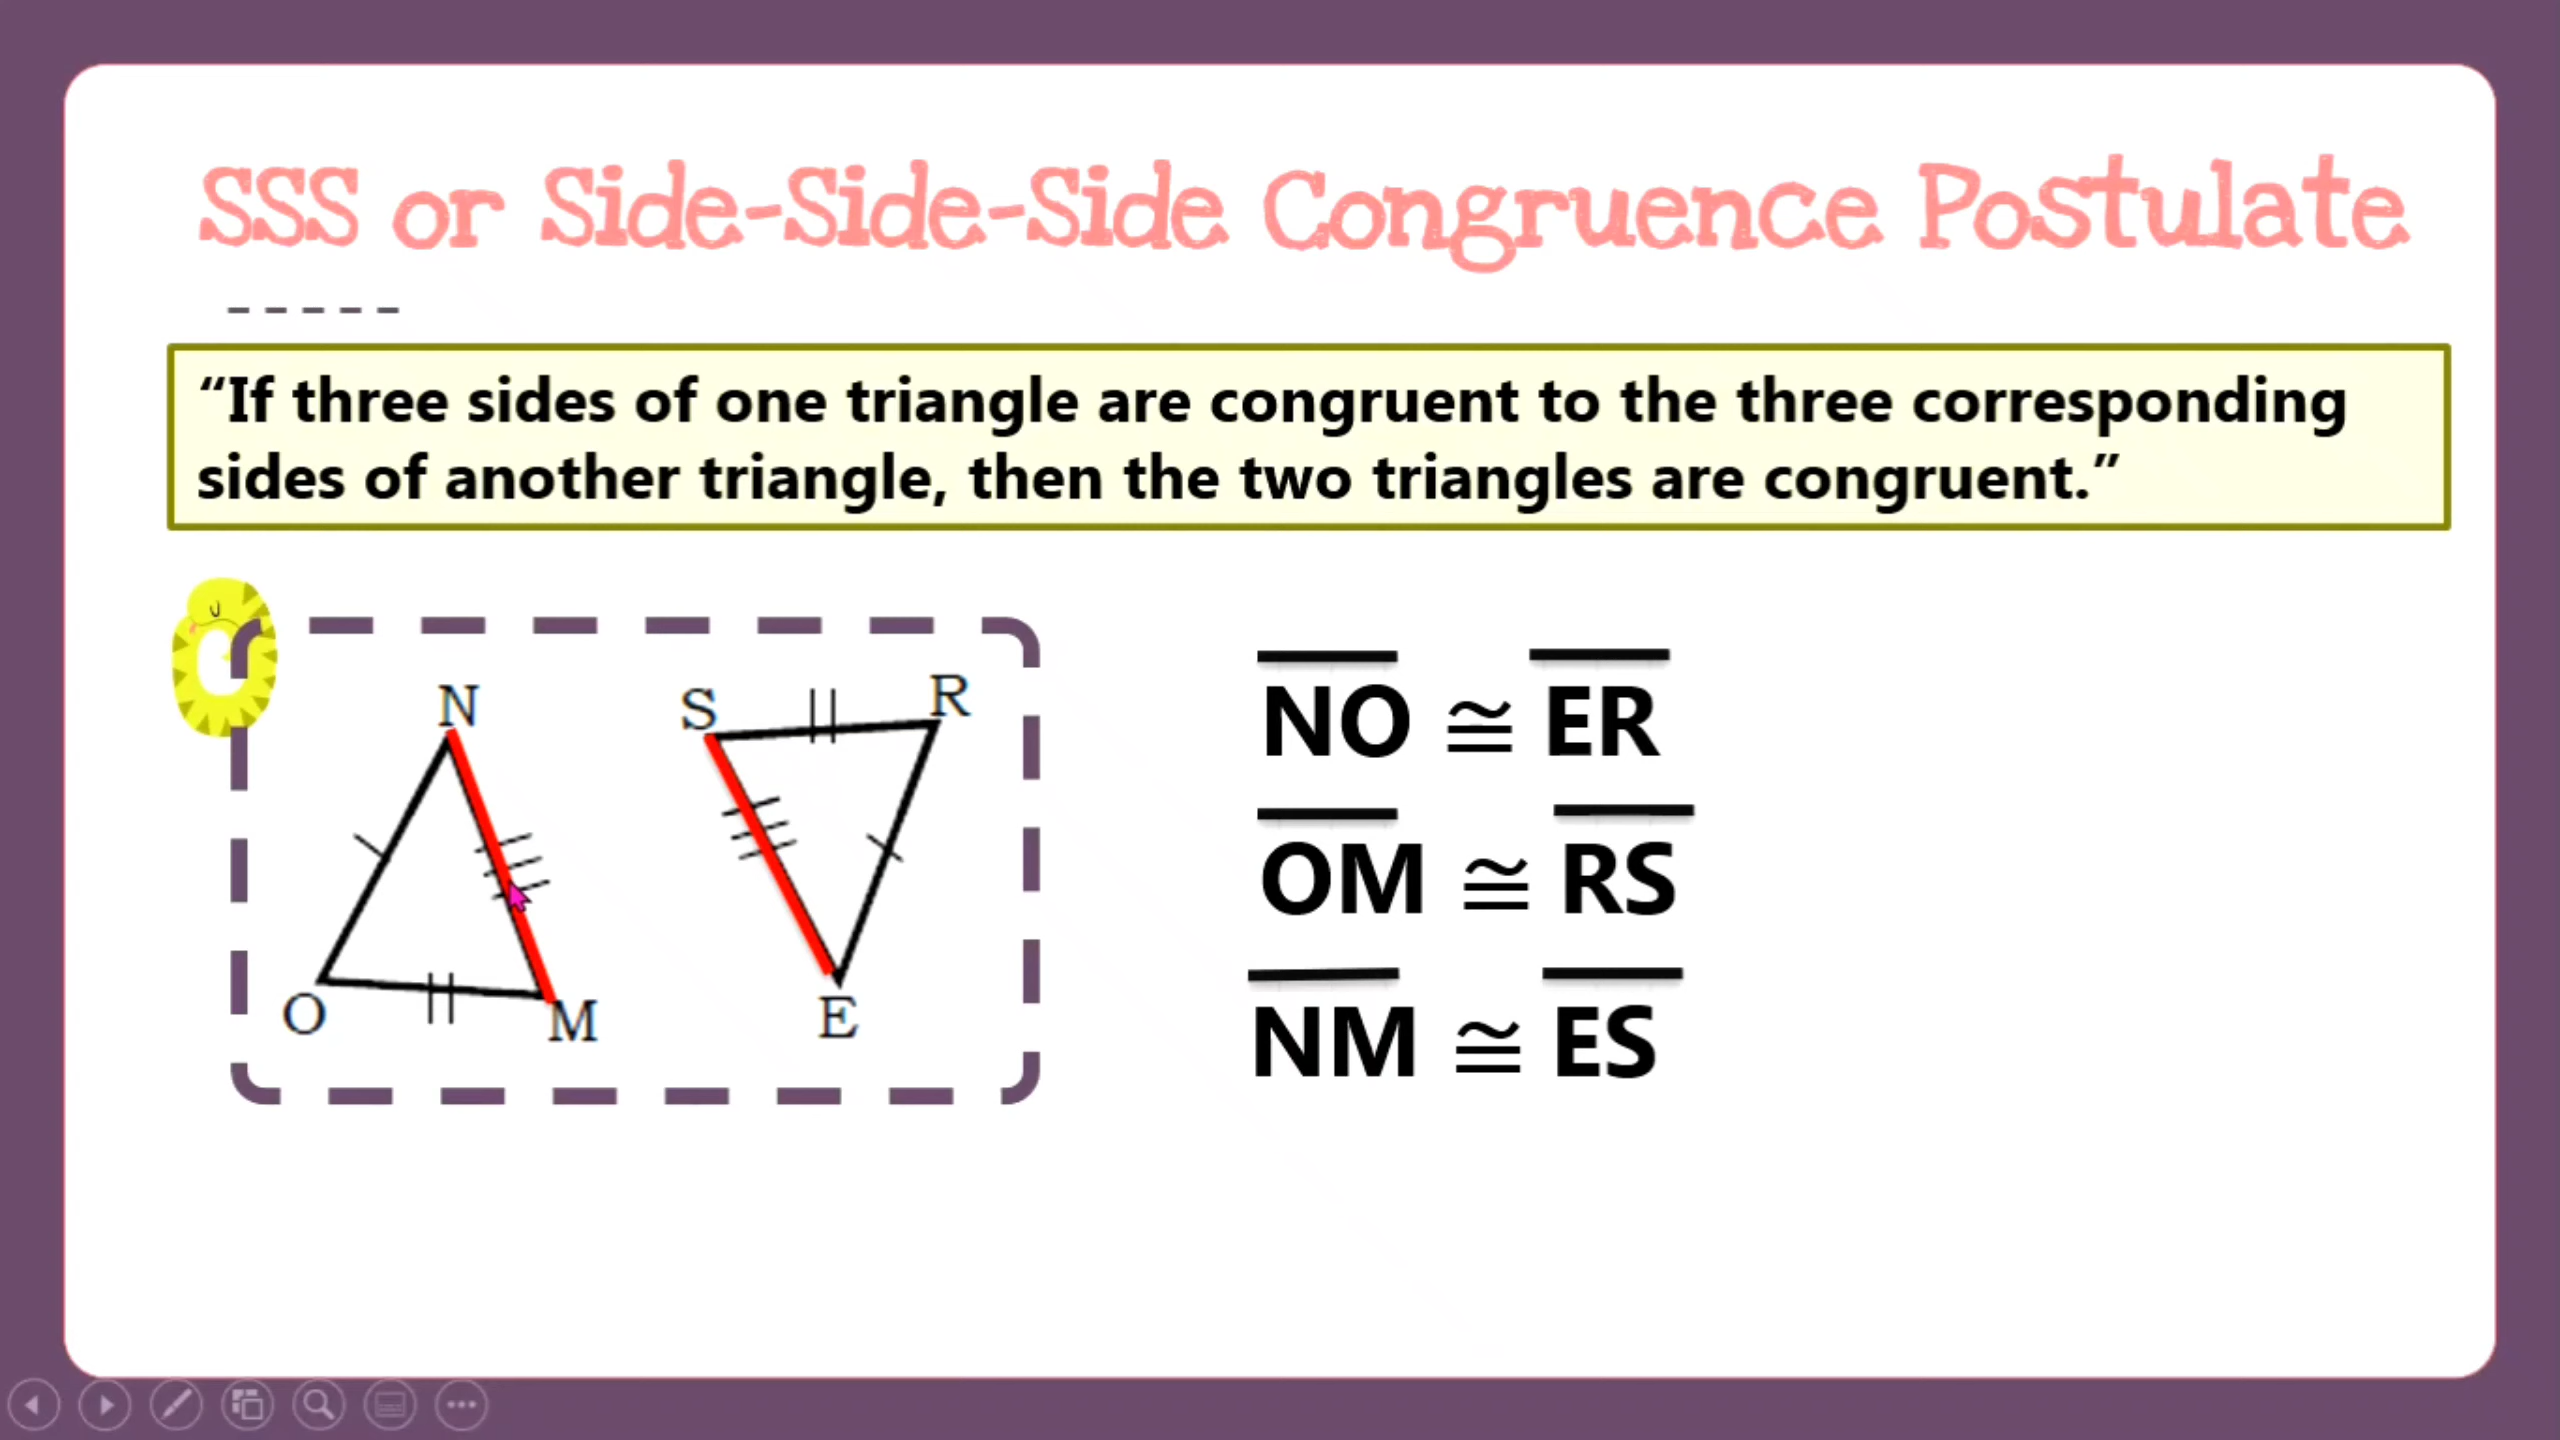 SSS or Side-Side-Side Congruence Postulate
“If three sides of one triangle are congruent to the three corresponding
sides of another triangle, then the two triangles are congruent.”
N
S
R
O
M
E
NO ≅ ER
OM ≅ RS
NM ≅ ES